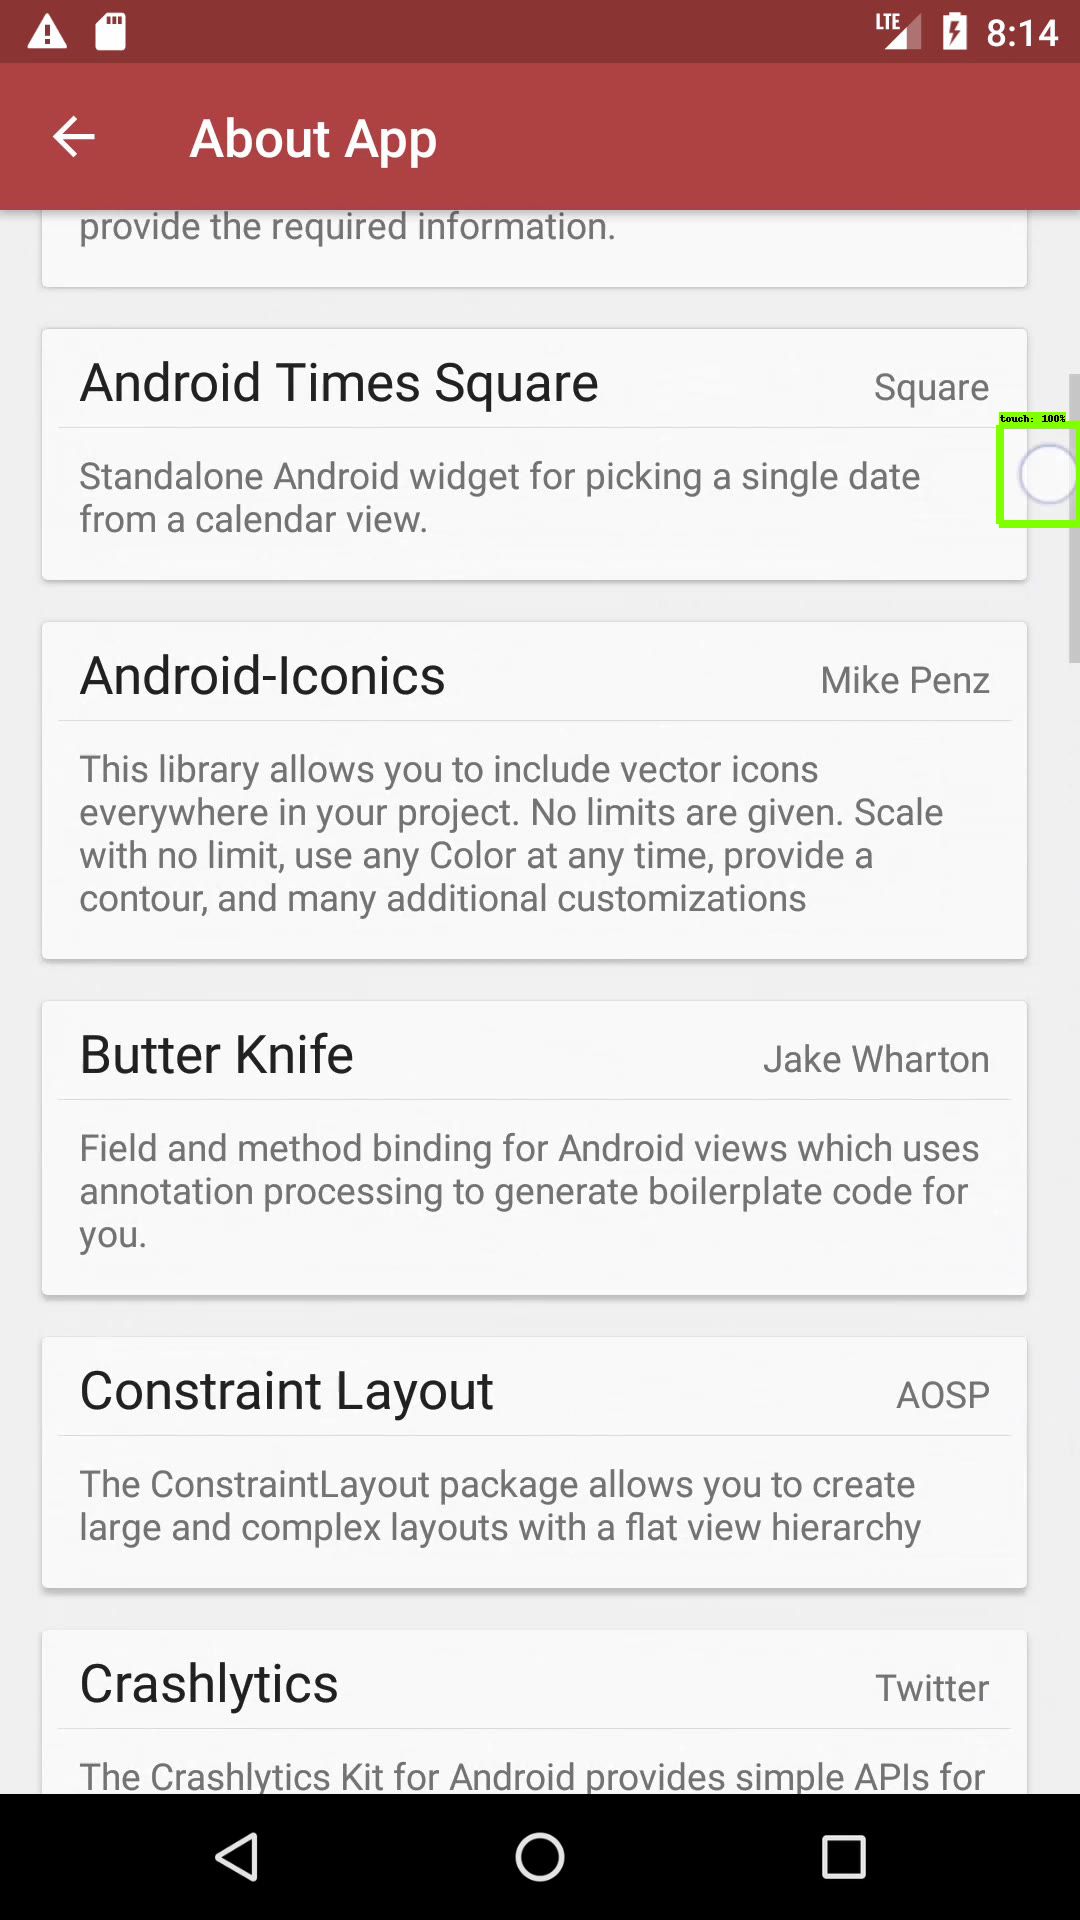 LTE 8:14
About App
provide the required information.
Android Times Square Square
touch: 100%
Standalone Android widget for picking a single date
from a calendar view.
Android-Iconics Mike Penz
This library allows you to include vector icons
everywhere in your project. No limits are given. Scale
with no limit, use any Color at any time, provide a
contour, and many additional customizations
Butter Knife Jake Wharton
Field and method binding for Android views which uses
annotation processing to generate boilerplate code for
you.
Constraint Layout AOSP
The ConstraintLayout package allows you to create
large and complex layouts with a flat view hierarchy
Crashlytics Twitter
The Crashlytics Kit for Android provides simple APIs for